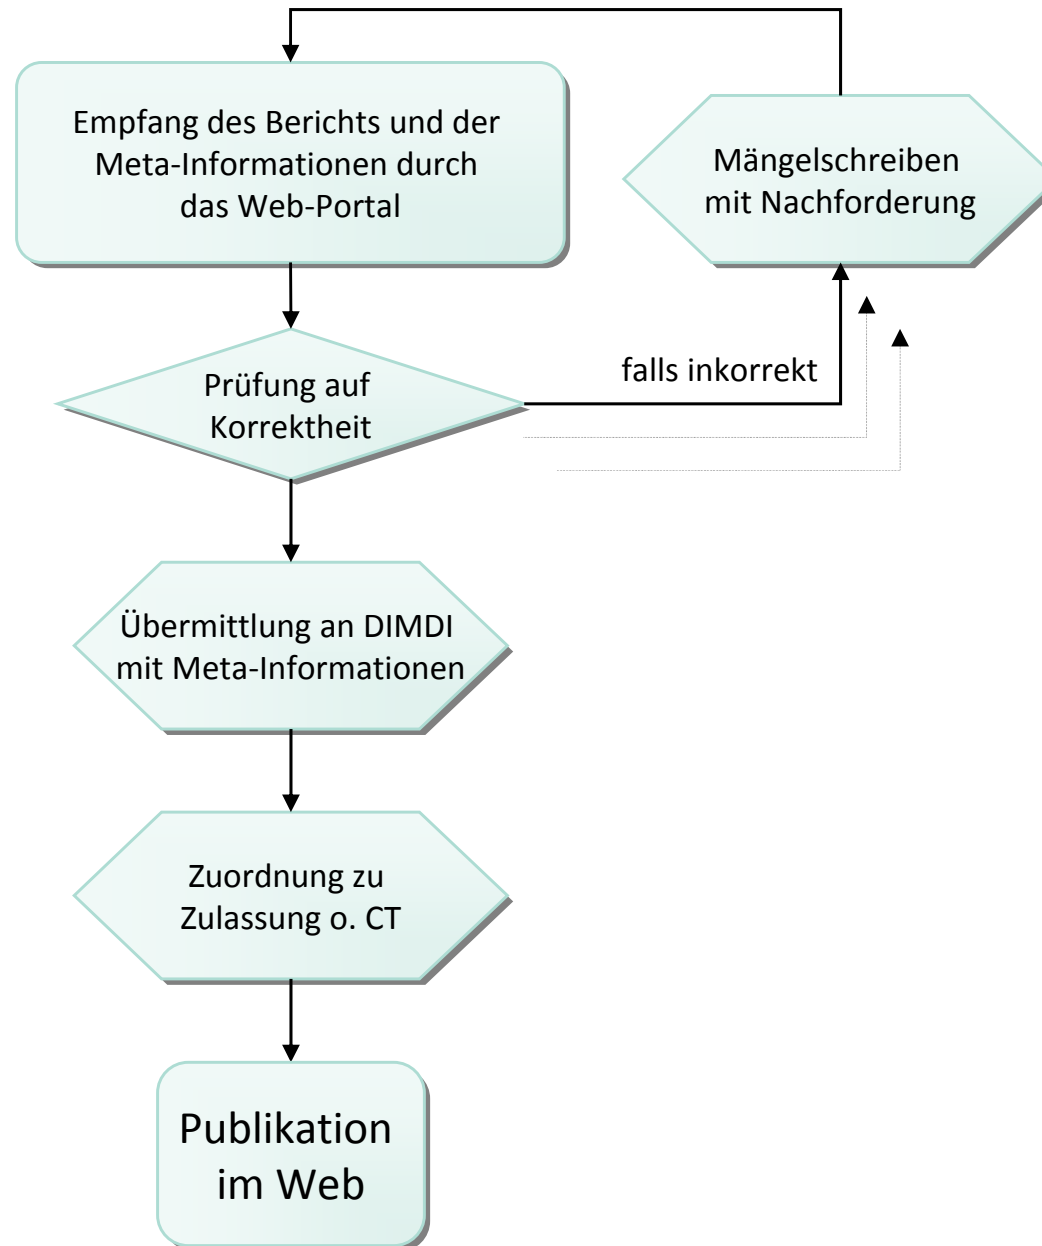 Empfang des Berichts und der
Meta-Informationen durch
das Web-Portal
Mängelschreiben
mit Nachforderung
falls inkorrekt
Prüfung auf
Korrektheit
Übermittlung an DIMDI
mit Meta-Informationen
Zuordnung zu
Zulassung o. CT
Publikation
im Web